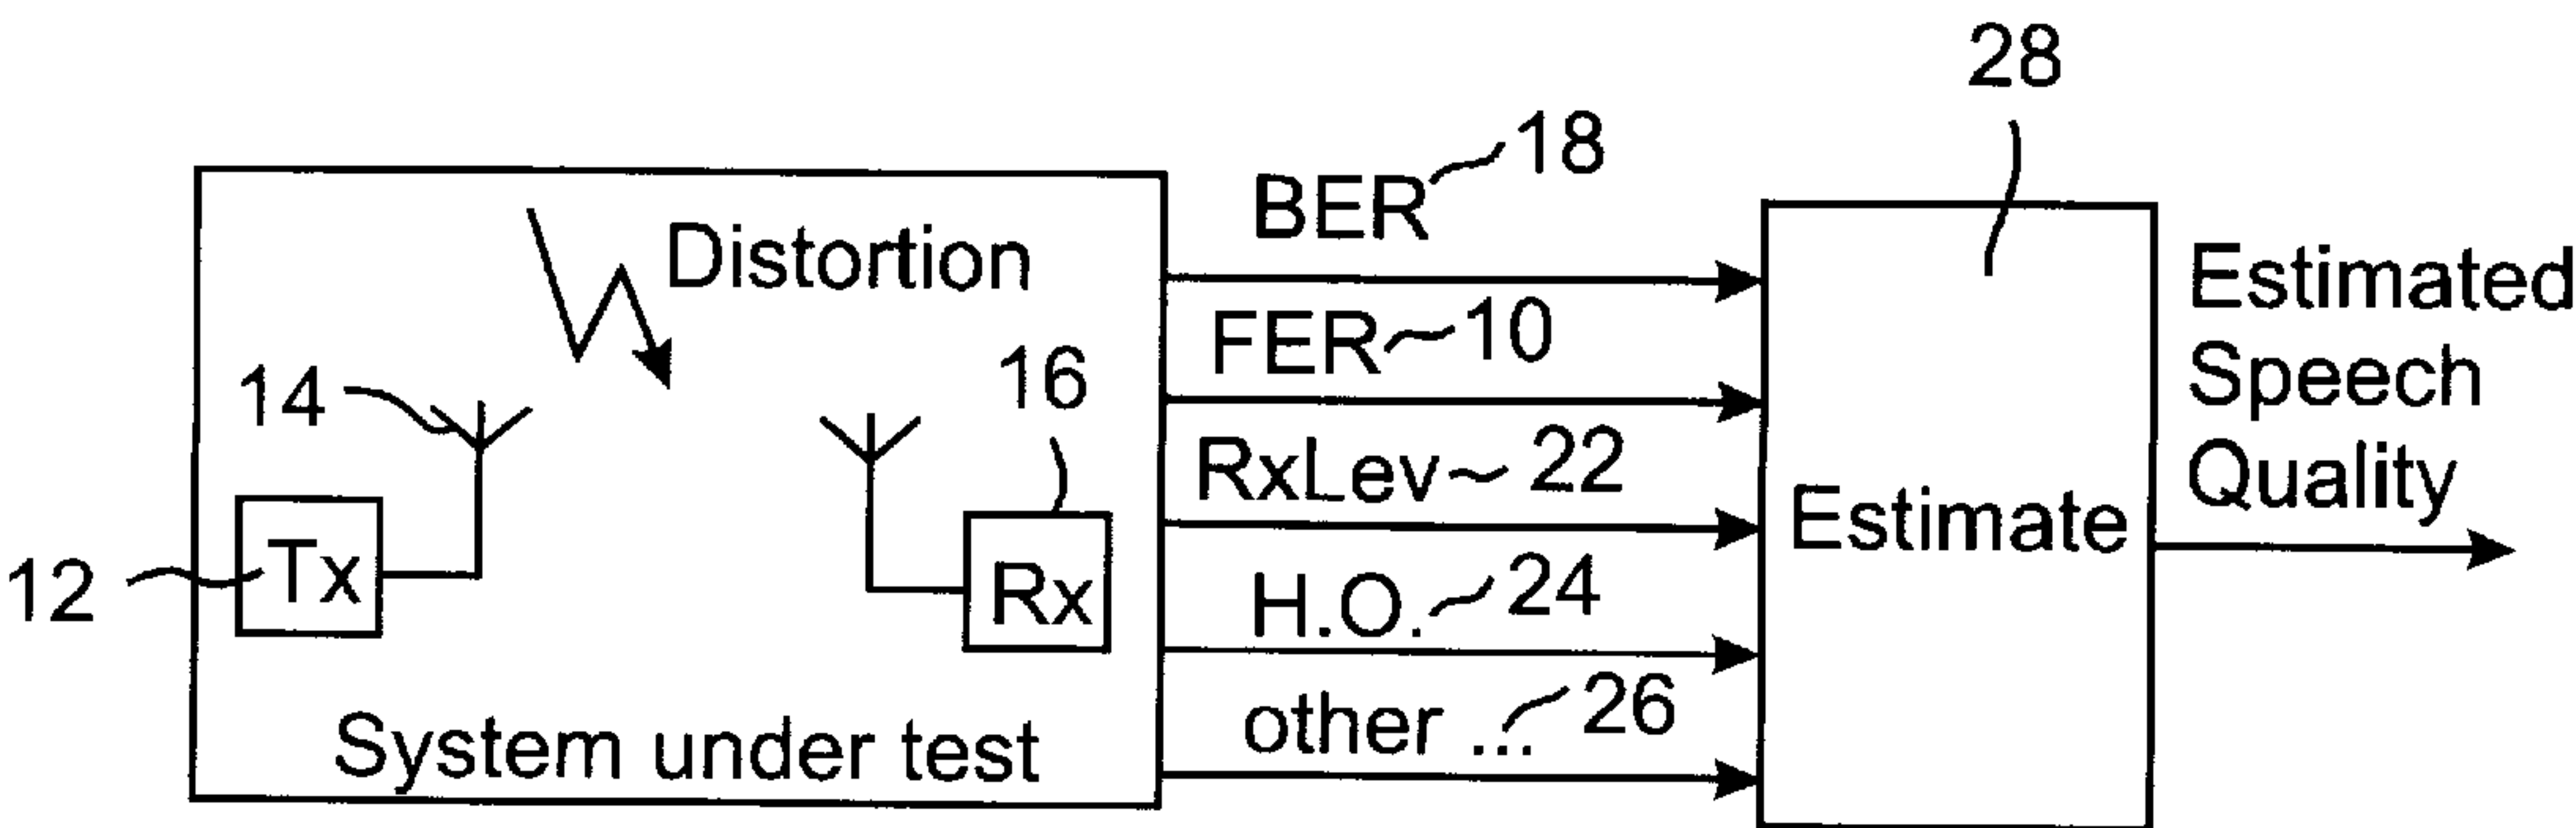 28
BER 18
Distortion
FER 10
Estimated
Speech
Quality
14
16
RxLev 22
Estimate
12
Tx
Rx
H.O. 24
other ... 26
System under test